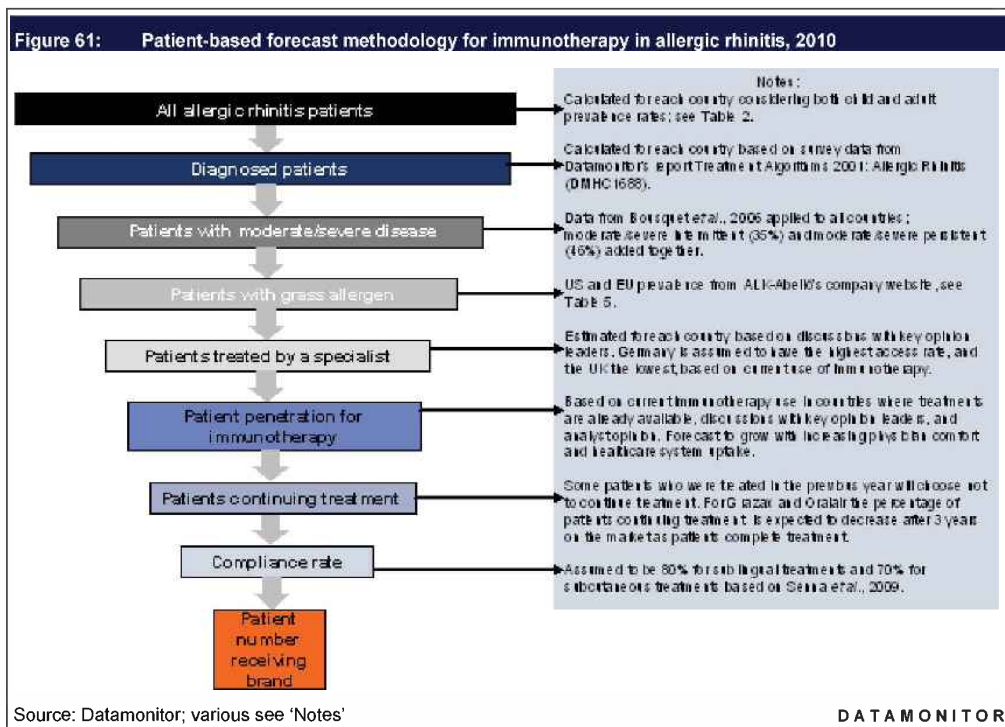 Figure 61: Patient-based forecast methodology for immunotherapy in allergic rhinitis, 2010
All allergic rhinitis patients
Diagnosed patients
Patients with moderate/severe disease
Patients with grass allergen
Patients treated by a specialist
Patient penetration for
immunotherapy
Patients continuing treatment
Compliance rate
Patient
number
receiving
brand
Notes:
Calculated for each country considering both child and adult
prevalence rates; see Table 2.
Calculated for each country based on survey data from
Datamonitor's report Treatment Algorithms 2001: Allergic Rhinitis
(DMHC1688).
Data from Bousquet et al., 2006 applied to all countries;
moderate/severe intermittent (35%) and moderate/severe persistent
(46%) added together.
US and EU prevalence from ALK-Abelló's company website, see
Table 5.
Estimated for each country based on discussions with key opinion
leaders. Germany is assumed to have the highest access rate, and
the UK the lowest, based on current use of immunotherapy.
Based on current immunotherapy use in countries where treatments
are already available, discussions with key opinion leaders, and
analyst opinion. Forecast to grow with increasing physician comfort
and healthcare system uptake.
Some patients who were treated in the previous year will choose not
to continue treatment. For Grazax and Oralair the percentage of
patients continuing treatment is expected to decrease after 3 years
on the market as patients complete treatment.
Assumed to be 80% for sublingual treatments and 70% for
subcutaneous treatments based on Senna et al., 2009.
Source: Datamonitor; various see 'Notes'
DATAMONITOR